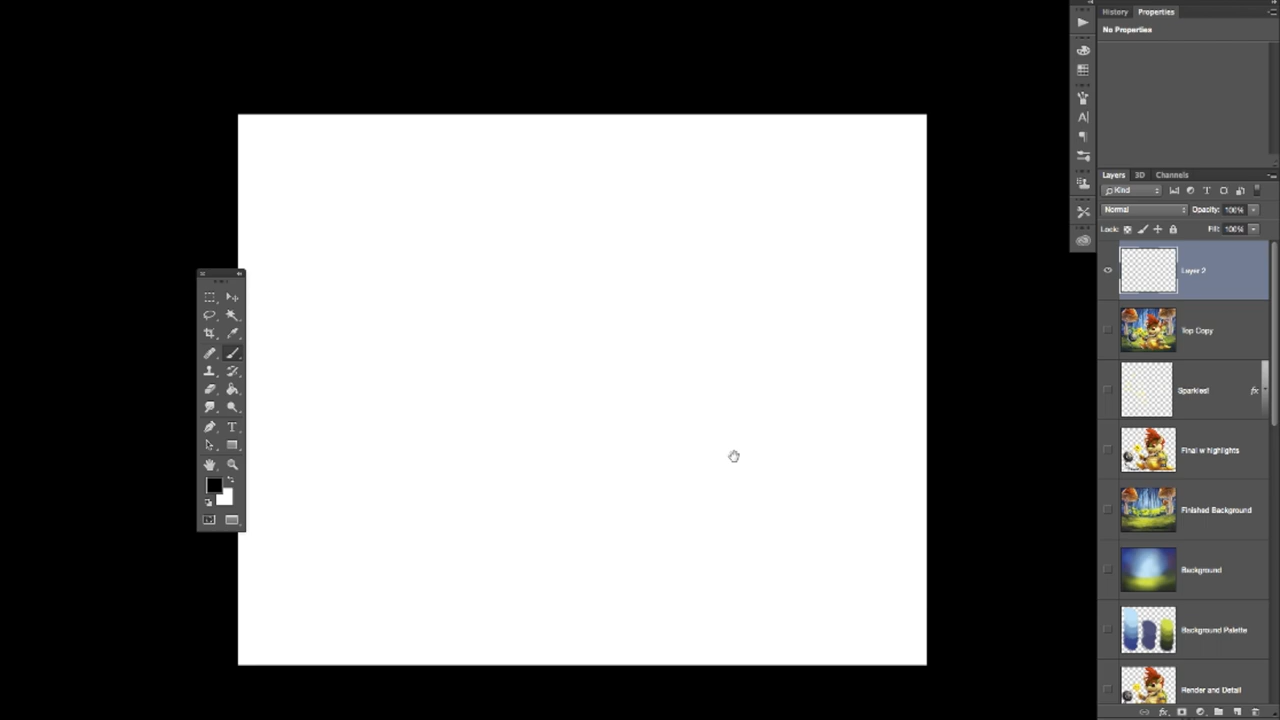 History Properties
No Properties
Layers 3D Channels
Kind
Normal Opacity: 100%
Lock: Fill: 100%
Layer 2
Top Copy
Sparkles!
Final w highlights
Finished Background
Background
Background Palette
Render and Detail